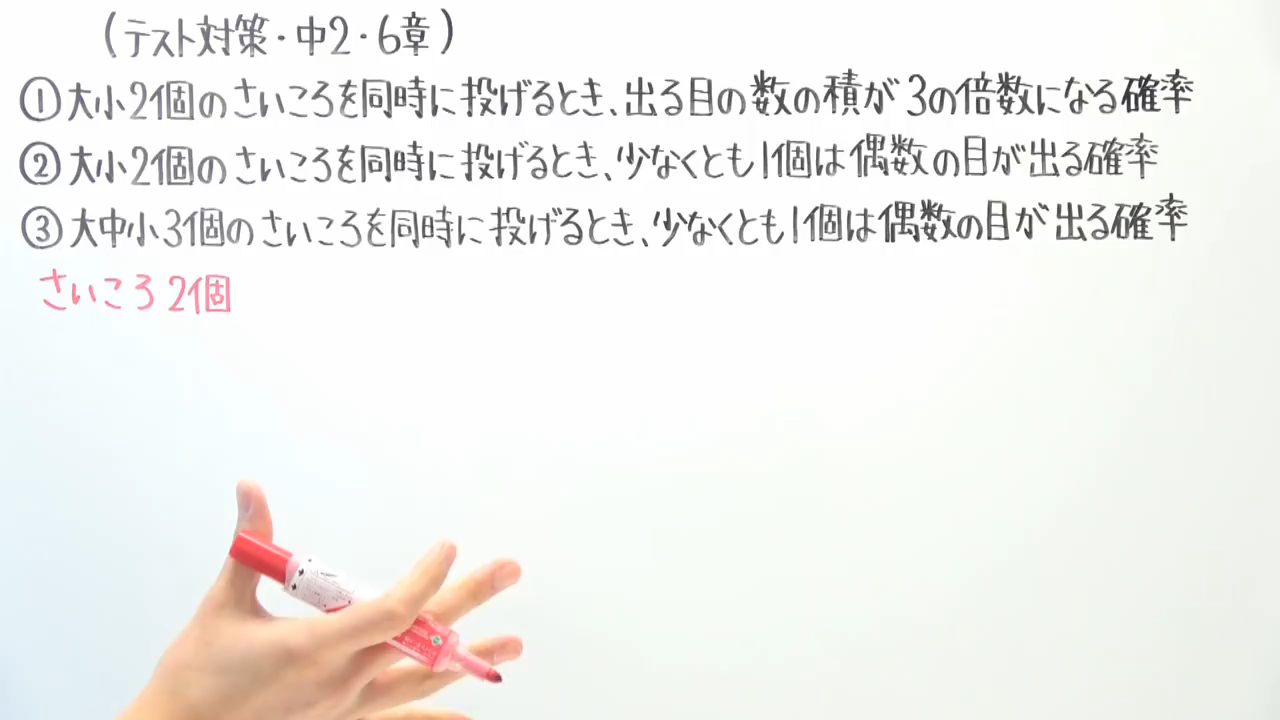 (テスト対策・中2・6章)
①大小2個のさいころを同時に投げるとき、出る目の数の積が3の倍数になる確率
②大小2個のさいころを同時に投げるとき、少なくとも1個は偶数の目が出る確率
③大中小3個のさいころを同時に投げるとき、少なくとも1個は偶数の目が出る確率
さいころ2個